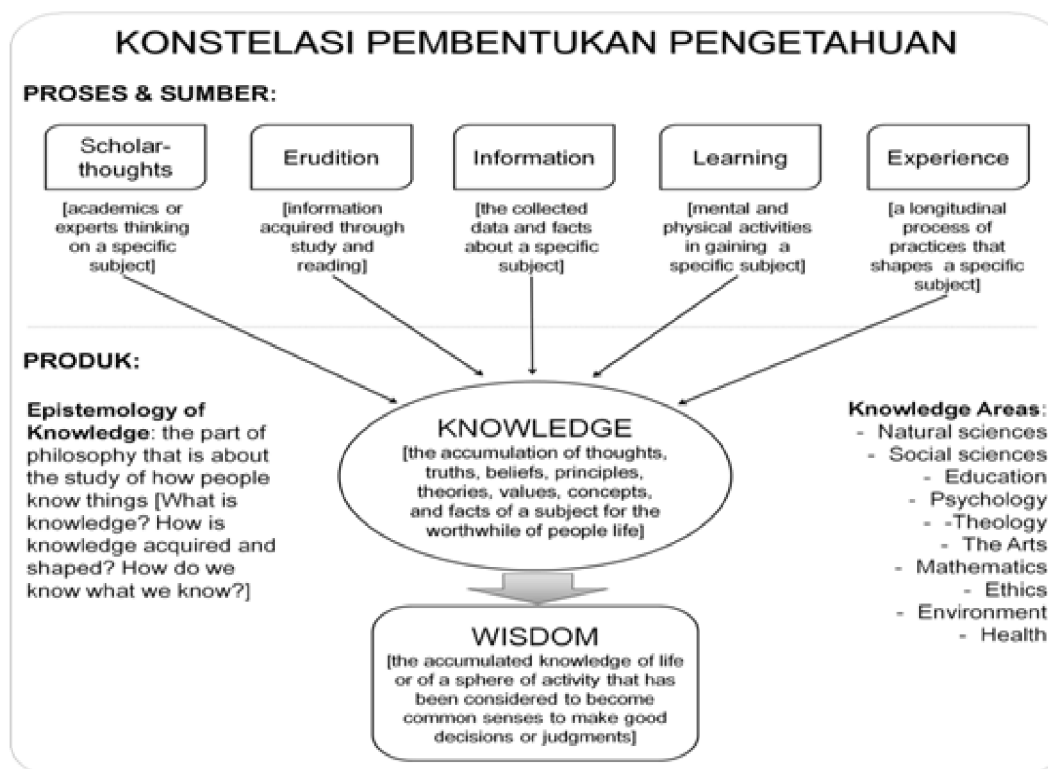 KONSTELASI PEMBENTUKAN PENGETAHUAN
PROSES & SUMBER:
Scholar-
thoughts
[academics or
experts thinking
on a specific
subject]
Erudition
[information
acquired through
study and
reading]
Information
[the collected
data and facts
about a specific
subject]
Learning
[mental and
physical activities
in gaining a
specific subject]
Experience
[a longitudinal
process of
practices that
shapes a specific
subject]
PRODUK:
Epistemology of
Knowledge: the part of
philosophy that is about
the study of how people
know things [What is
knowledge? How is
knowledge acquired and
shaped? How do we
know what we know?]
KNOWLEDGE
[the accumulation of thoughts,
truths, beliefs, principles,
theories, values, concepts,
and facts of a subject for the
worthwhile of people life]
Knowledge Areas:
- Natural sciences
- Social sciences
- Education
- Psychology
- -Theology
- The Arts
- Mathematics
- Ethics
- Environment
- Health
WISDOM
[the accumulated knowledge of life
or of a sphere of activity that has
been considered to become
common senses to make good
decisions or judgments]